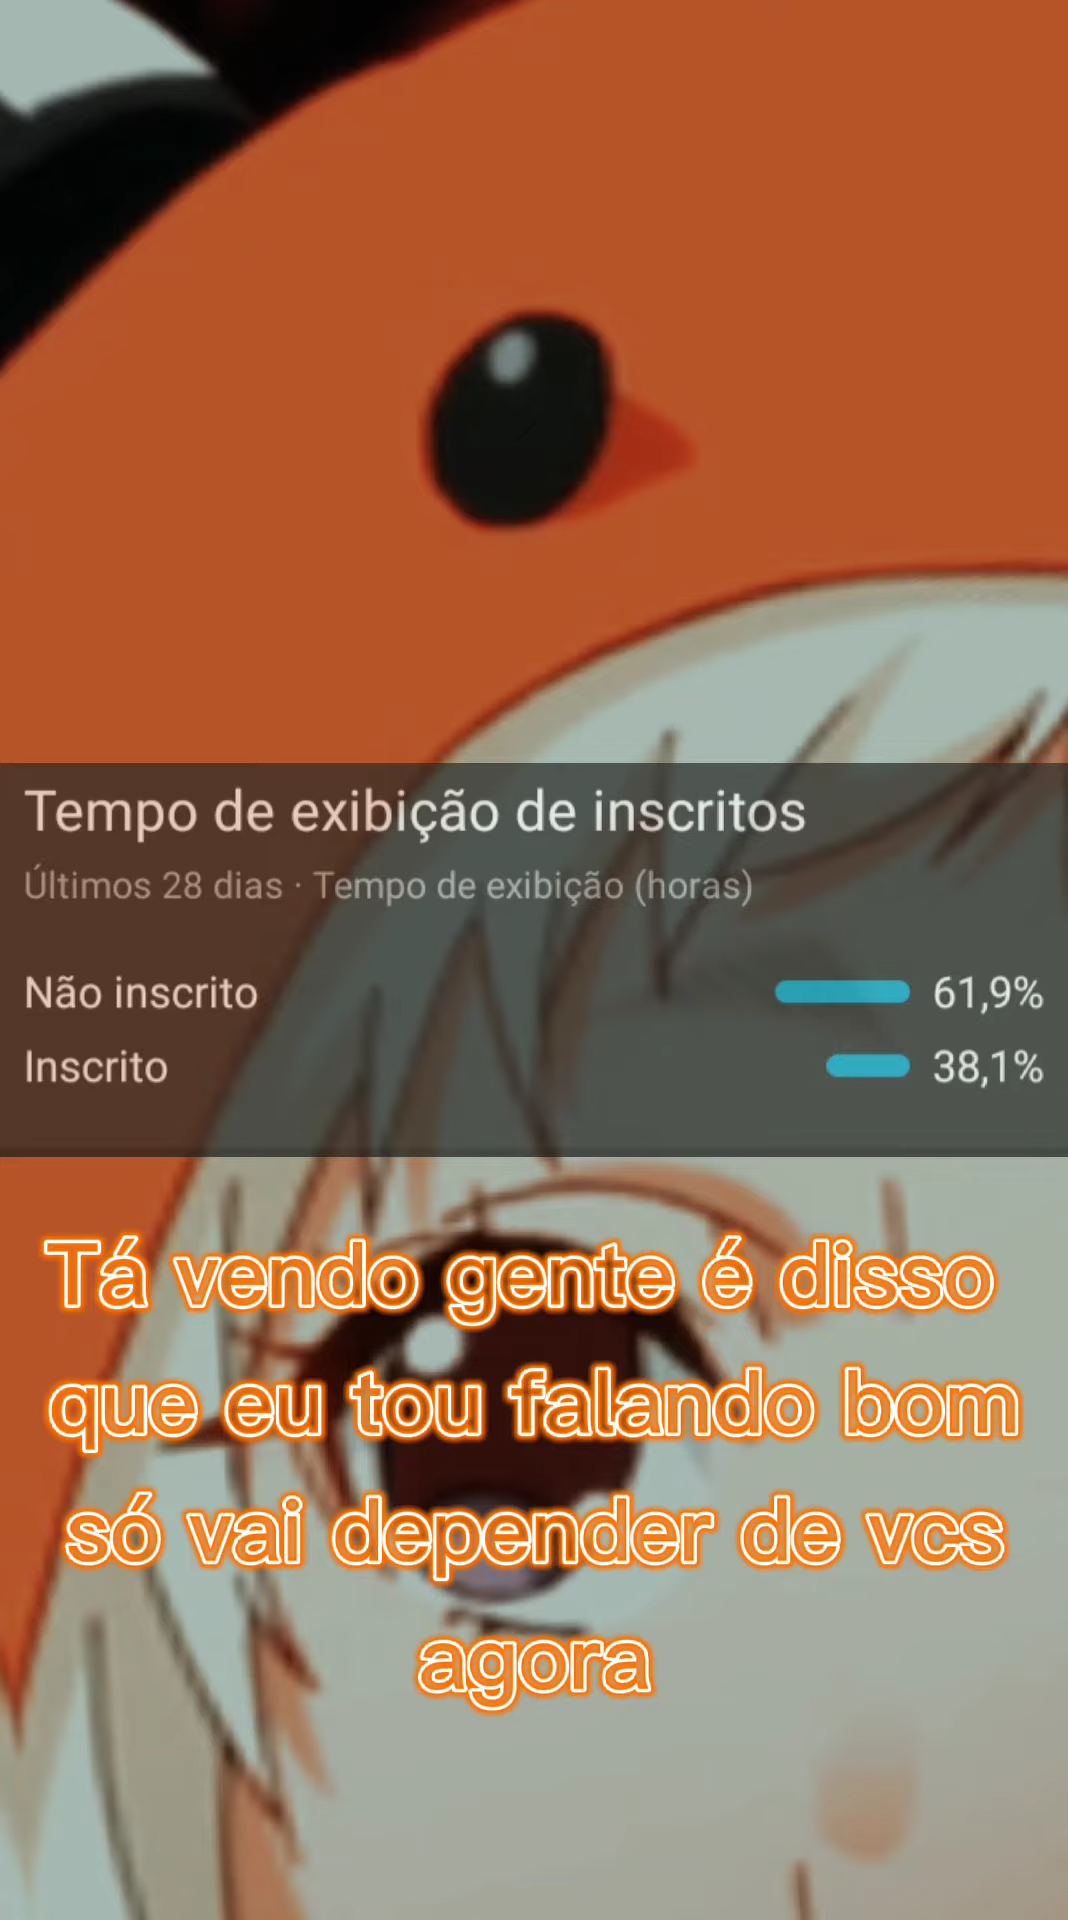 Tempo de exibição de inscritos
Últimos 28 dias · Tempo de exibição (horas)
Não inscrito 61,9%
Inscrito 38,1%
Tá vendo gente é disso
que eu tou falando bom
só vai depender de vcs
agora